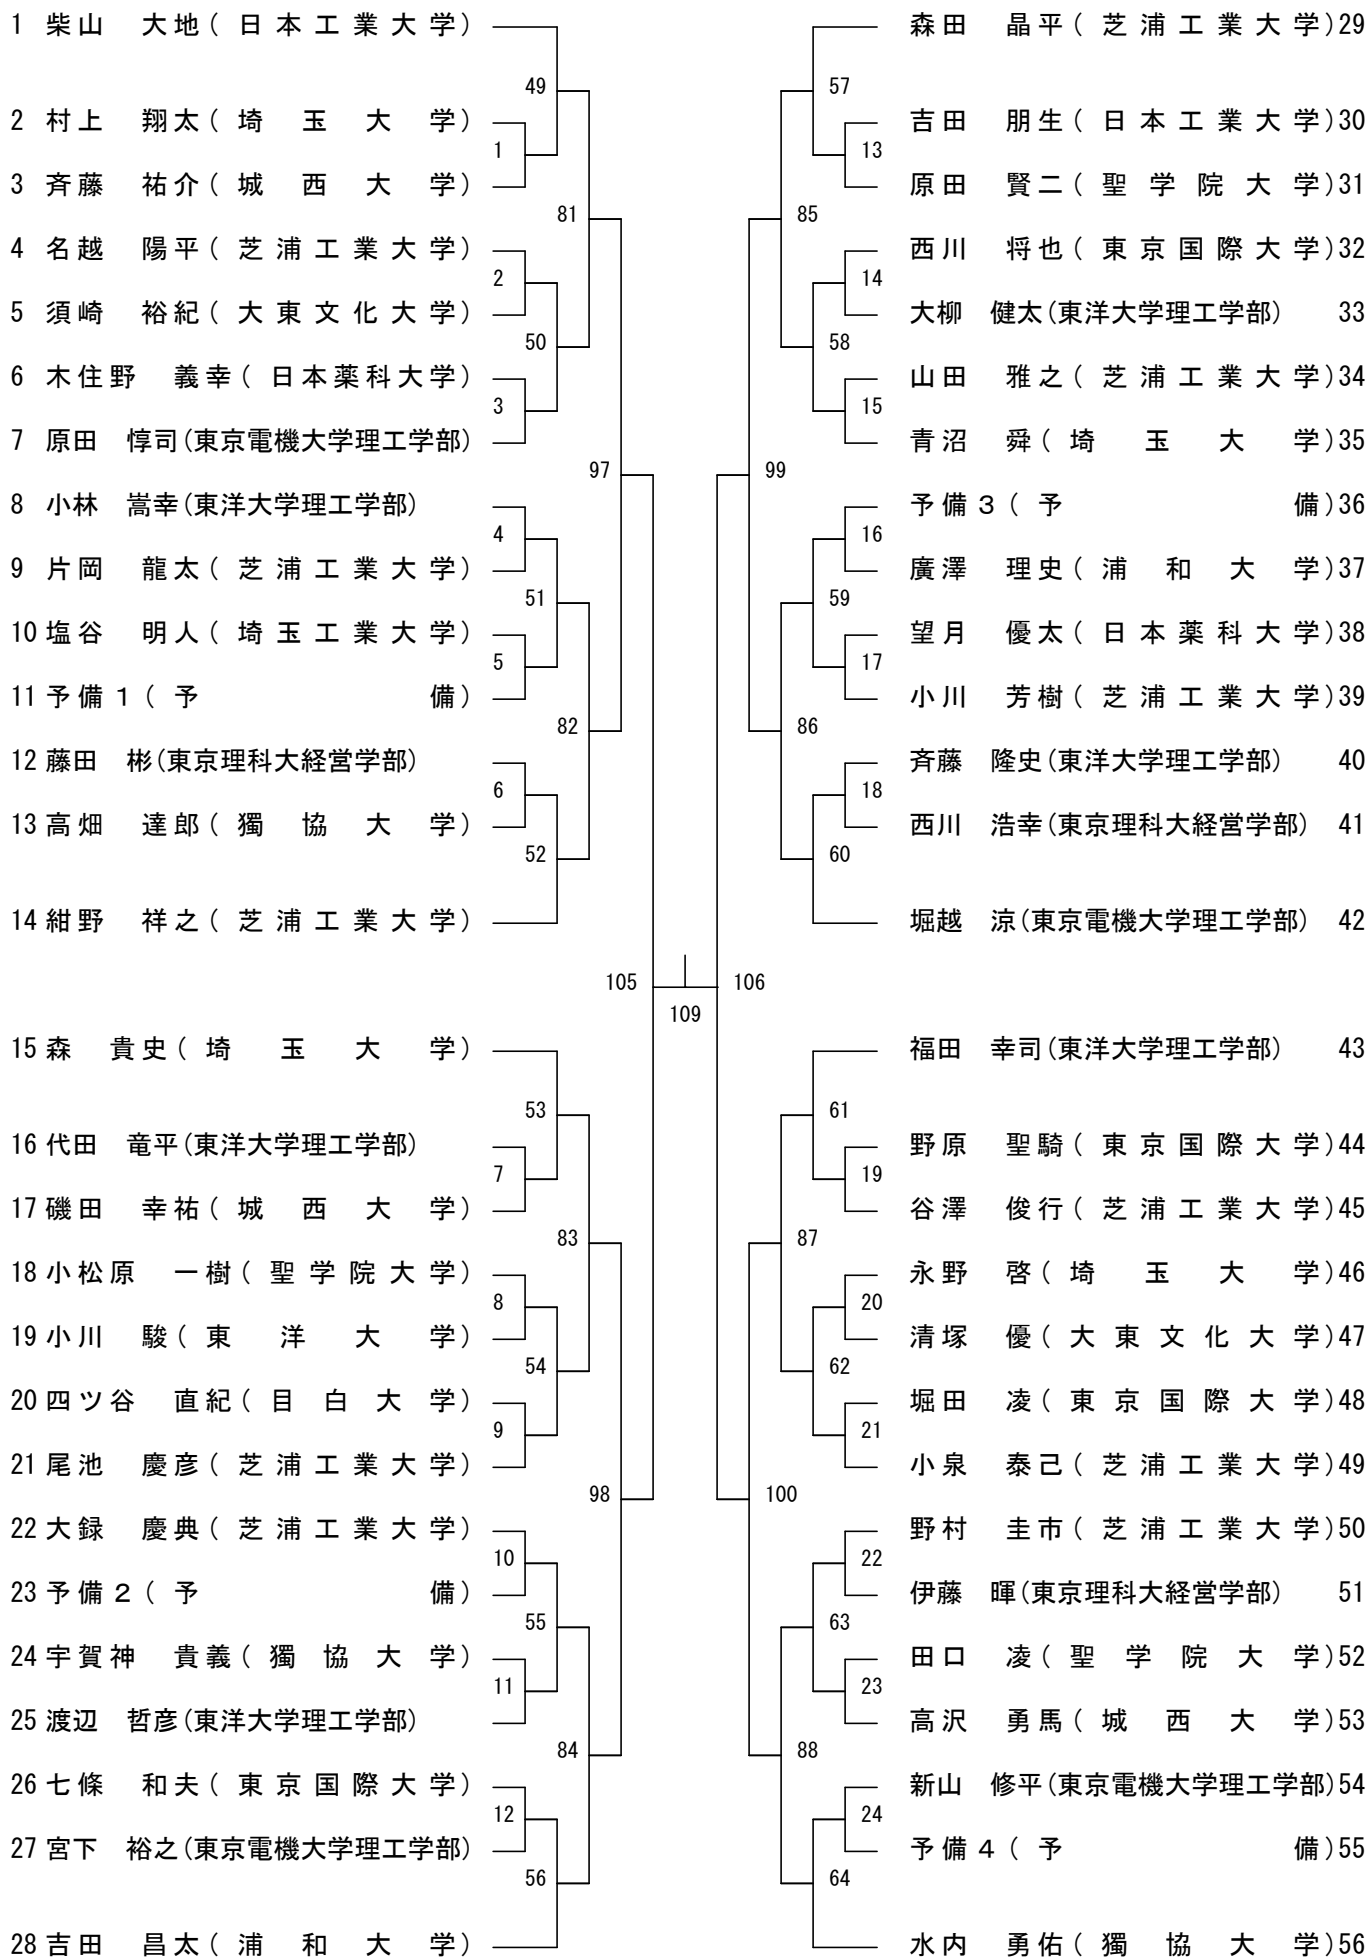 1 柴山 大地(日本工業大学)
2 村上 翔太(埼玉大学)
3 斉藤 祐介(城西大学)
4 名越 陽平(芝浦工業大学)
5 須崎 裕紀(大東文化大学)
6 木住野 義幸(日本薬科大学)
7 原田 惇司(東京電機大学理工学部)
8 小林 嵩幸(東洋大学理工学部)
9 片岡 龍太(芝浦工業大学)
10 塩谷 明人(埼玉工業大学)
11 予備1(予備)
12 藤田 彬(東京理科大経営学部)
13 高畑 達郎(獨協大学)
14 紺野 祥之(芝浦工業大学)
15 森 貴史(埼玉大学)
16 代田 竜平(東洋大学理工学部)
17 磯田 幸祐(城西大学)
18 小松原 一樹(聖学院大学)
19 小川 駿(東洋大学)
20 四ツ谷 直紀(目白大学)
21 尾池 慶彦(芝浦工業大学)
22 大録 慶典(芝浦工業大学)
23 予備2(予備)
24 宇賀神 貴義(獨協大学)
25 渡辺 哲彦(東洋大学理工学部)
26 七條 和夫(東京国際大学)
27 宮下 裕之(東京電機大学理工学部)
28 吉田 昌太(浦和大学)
49
1
81
2
50
3
97
4
51
5
82
6
52
105
53
7
83
8
54
9
98
10
55
11
84
12
56
109
106
57
13
85
14
58
15
99
16
59
17
86
18
60
61
19
87
20
62
21
100
22
63
23
88
24
64
森田 晶平(芝浦工業大学)29
吉田 朋生(日本工業大学)30
原田 賢二(聖学院大学)31
西川 将也(東京国際大学)32
大柳 健太(東洋大学理工学部) 33
山田 雅之(芝浦工業大学)34
青沼 舜(埼玉大学)35
予備3(予備)36
廣澤 理史(浦和大学)37
望月 優太(日本薬科大学)38
小川 芳樹(芝浦工業大学)39
斉藤 隆史(東洋大学理工学部) 40
西川 浩幸(東京理科大経営学部) 41
堀越 涼(東京電機大学理工学部) 42
福田 幸司(東洋大学理工学部) 43
野原 聖騎(東京国際大学)44
谷澤 俊行(芝浦工業大学)45
永野 啓(埼玉大学)46
清塚 優(大東文化大学)47
堀田 凌(東京国際大学)48
小泉 泰己(芝浦工業大学)49
野村 圭市(芝浦工業大学)50
伊藤 暉(東京理科大経営学部) 51
田口 凌(聖学院大学)52
高沢 勇馬(城西大学)53
新山 修平(東京電機大学理工学部)54
予備4(予備)55
水内 勇佑(獨協大学)56